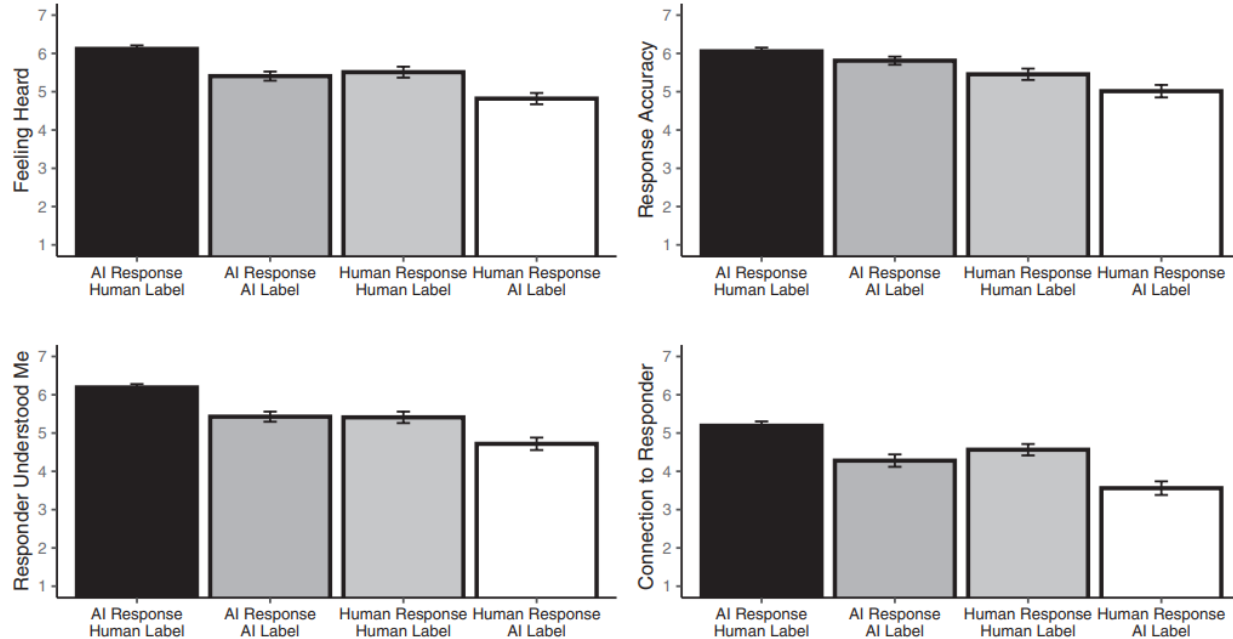 Feeling Heard
7
6
5
4
3
2
1
AI Response
Human Label
AI Response
AI Label
Human Response
Human Label
Human Response
AI Label
Response Accuracy
7
6
5
4
3
2
1
AI Response
Human Label
AI Response
AI Label
Human Response
Human Label
Human Response
AI Label
Responder Understood Me
7
6
5
4
3
2
1
AI Response
Human Label
AI Response
AI Label
Human Response
Human Label
Human Response
AI Label
Connection to Responder
7
6
5
4
3
2
1
AI Response
Human Label
AI Response
AI Label
Human Response
Human Label
Human Response
AI Label